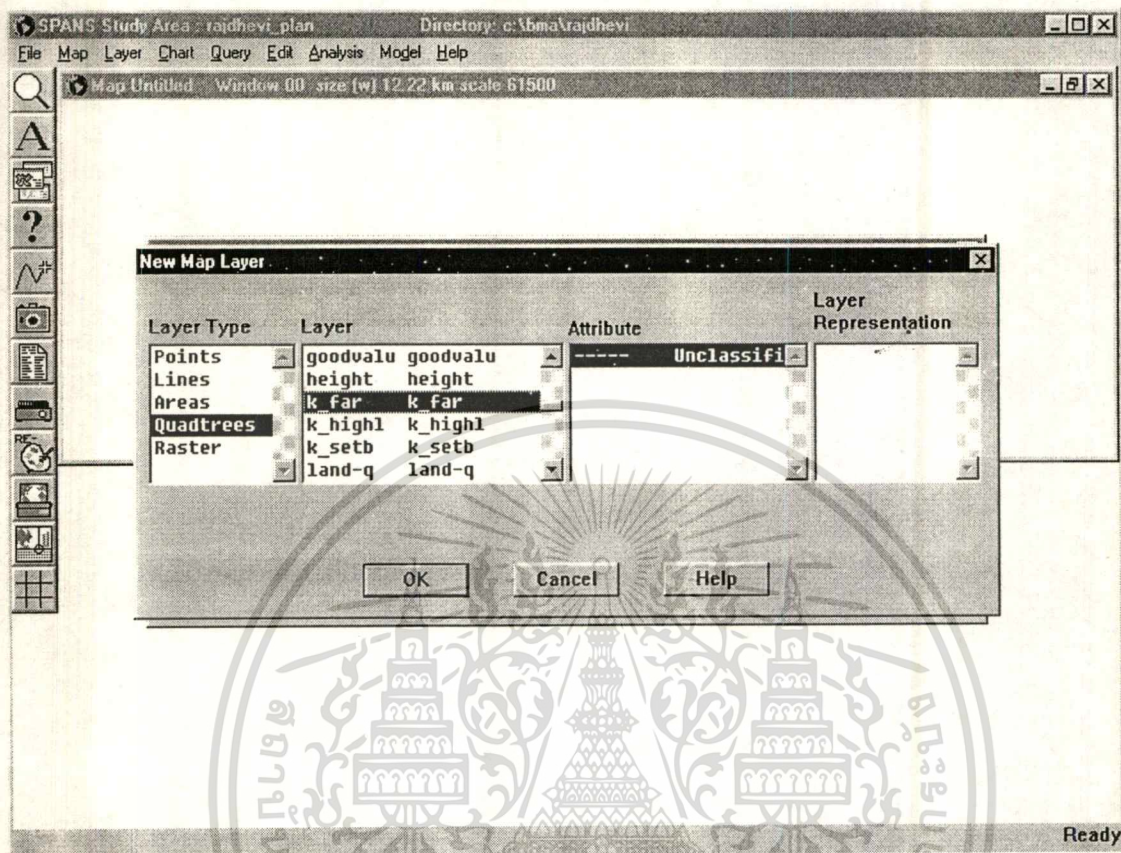 SPANS Study Area : rajdhevi_plan Directory: c:\bma\rajdhevi
File Map Layer Chart Query Edit Analysis Model Help
Map Untitled Window 00 size (w) 12.22 km scale 61500
A
?
RE-
New Map Layer
Layer Type Layer Attribute Layer Representation
Points
Lines
Areas
Quadtrees
Raster
goodvalu goodvalu
height height
k_far k_far
k_highl k_highl
k_setb k_setb
land-q land-q
----- Unclassifi
OK Cancel Help
Ready